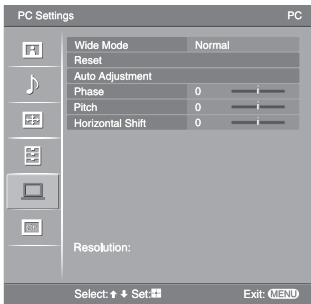 PC Settings PC
Wide Mode Normal
Reset
Auto Adjustment
Phase 0
Pitch 0
Horizontal Shift 0
Resolution:
Select: Set: Exit: MENU